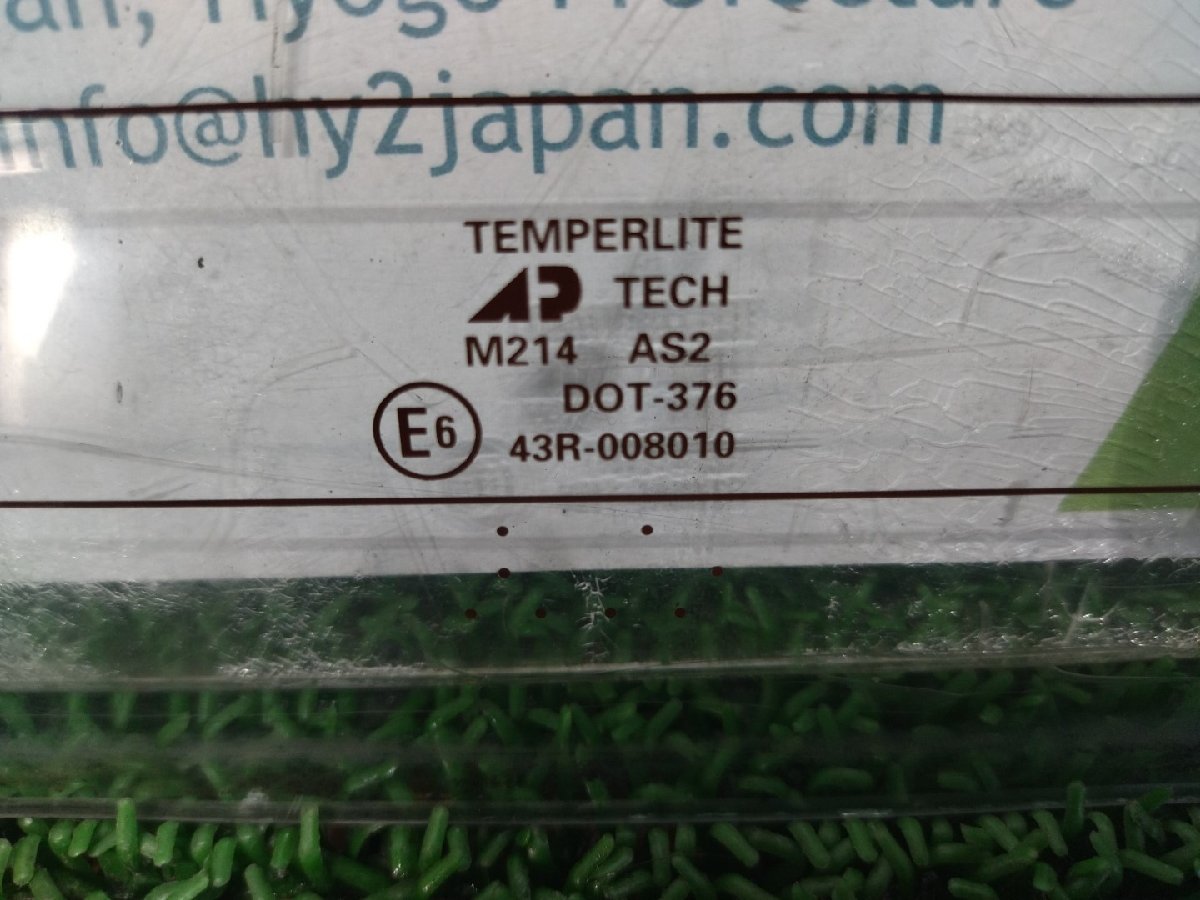 an, Hyogo Prefecture
info@hy2japan.com
TEMPERLITE
AP TECH
M214 AS2
DOT-376
E6 43R-008010